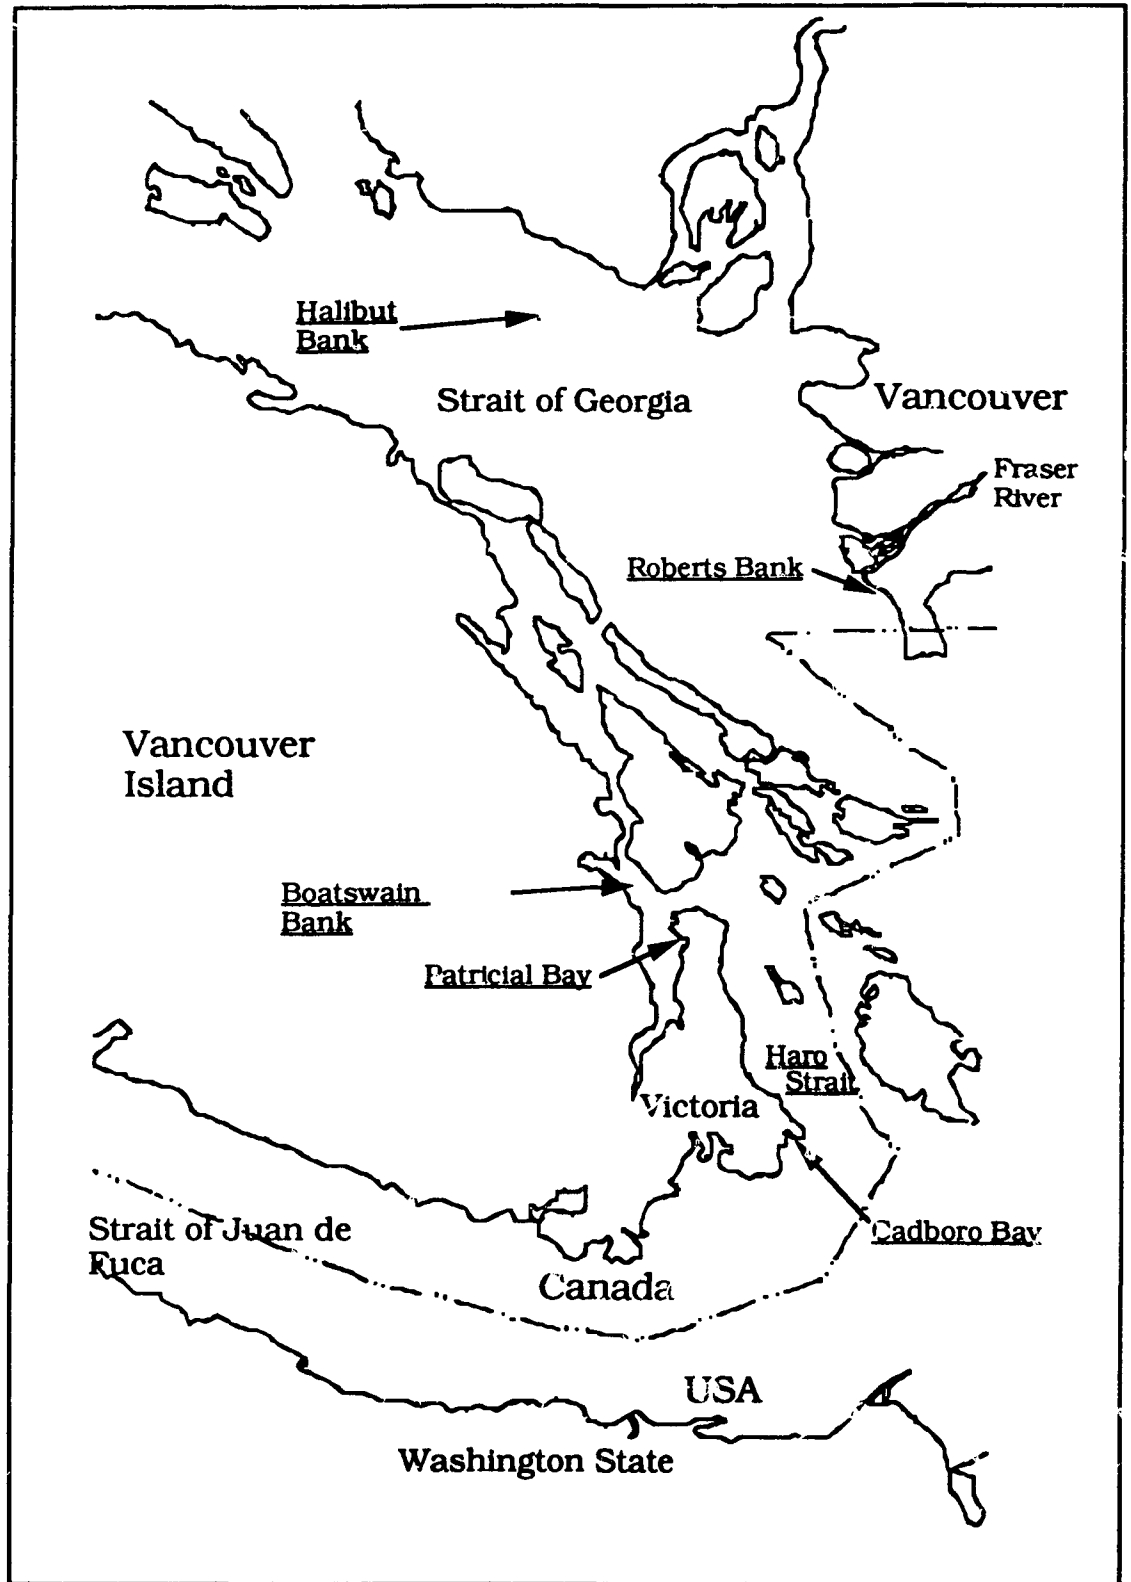 Halibut
Bank
Strait of Georgia
Vancouver
Fraser
River
Roberts Bank
Vancouver
Island
Boatswain
Bank
Patricial Bay
Haro
Strait
Victoria
Strait of Juan de
Fuca
Cadboro Bay
Canada
USA
Washington State